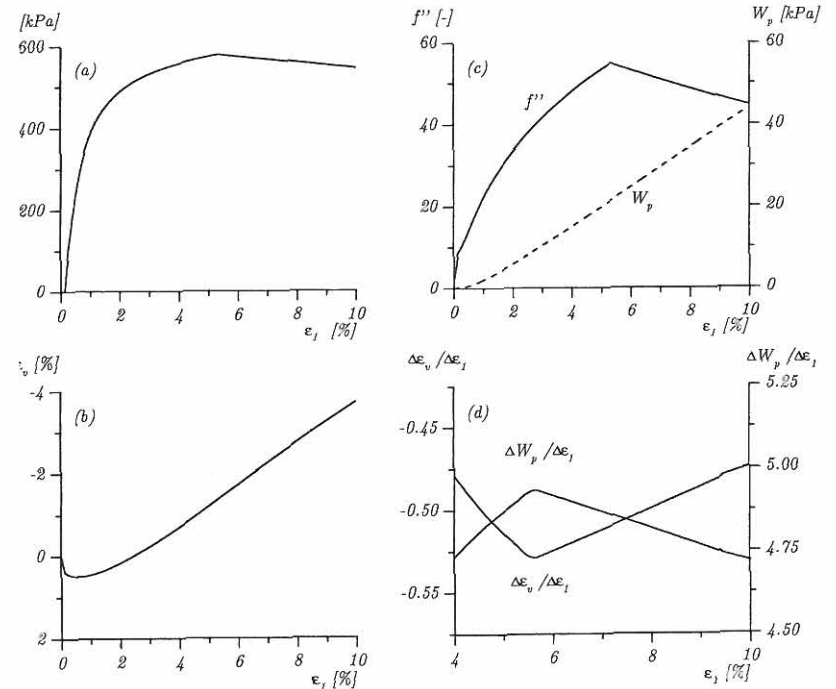 [kPa]
600
400
200
0
(a)
0 2 4 6 8 10
ε₁ [%]
f'' [-]
Wₚ [kPa]
60
40
20
0
(c)
f''
Wₚ
60
40
20
0
0 2 4 6 8 10
ε₁ [%]
ᵥ [%]
-4
-2
0
2
(b)
0 2 4 6 8 10
ε₁ [%]
Δεᵥ/Δε₁
ΔWₚ/Δε₁
-0.45
-0.50
-0.55
(d)
ΔWₚ/Δε₁
Δεᵥ/Δε₁
5.25
5.00
4.75
4.50
4 6 8 10
ε₁ [%]